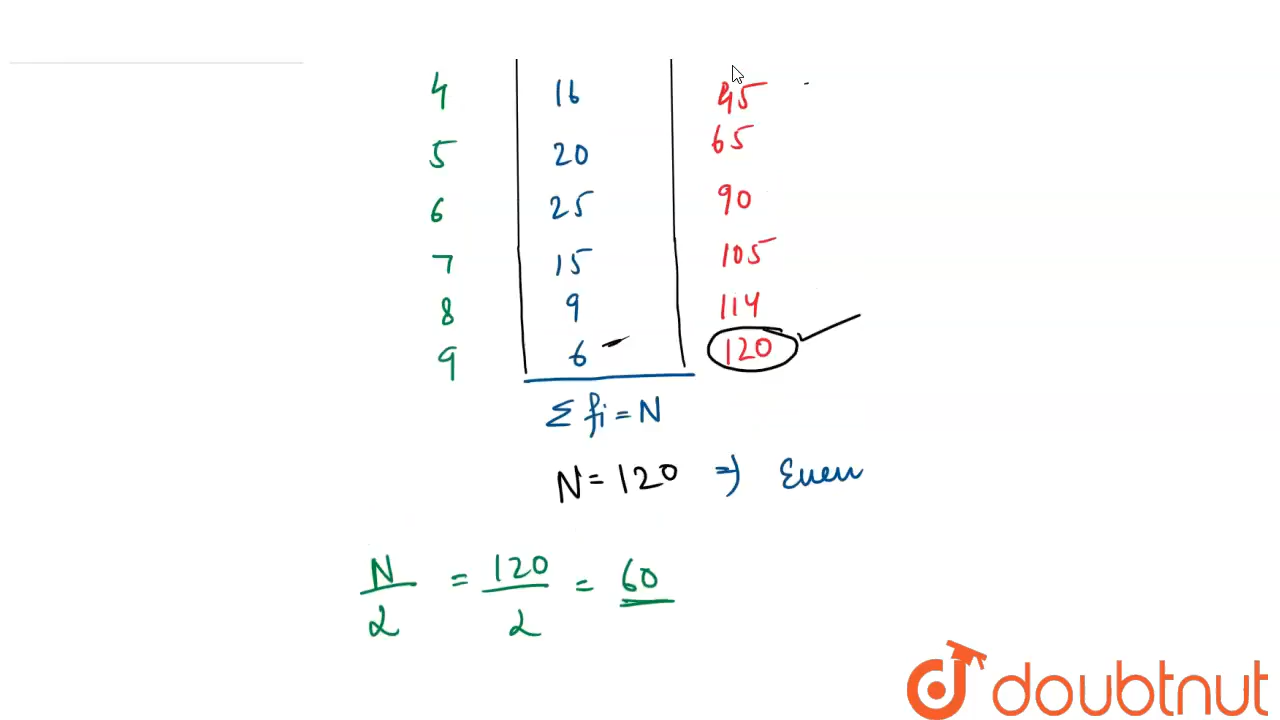 4 16 45
5 20 65
6 25 90
7 15 105
8 9 114
9 6 120
Σ fi = N
N = 120 ⇒ Even
N/2 = 120/2 = 60
doubtnut